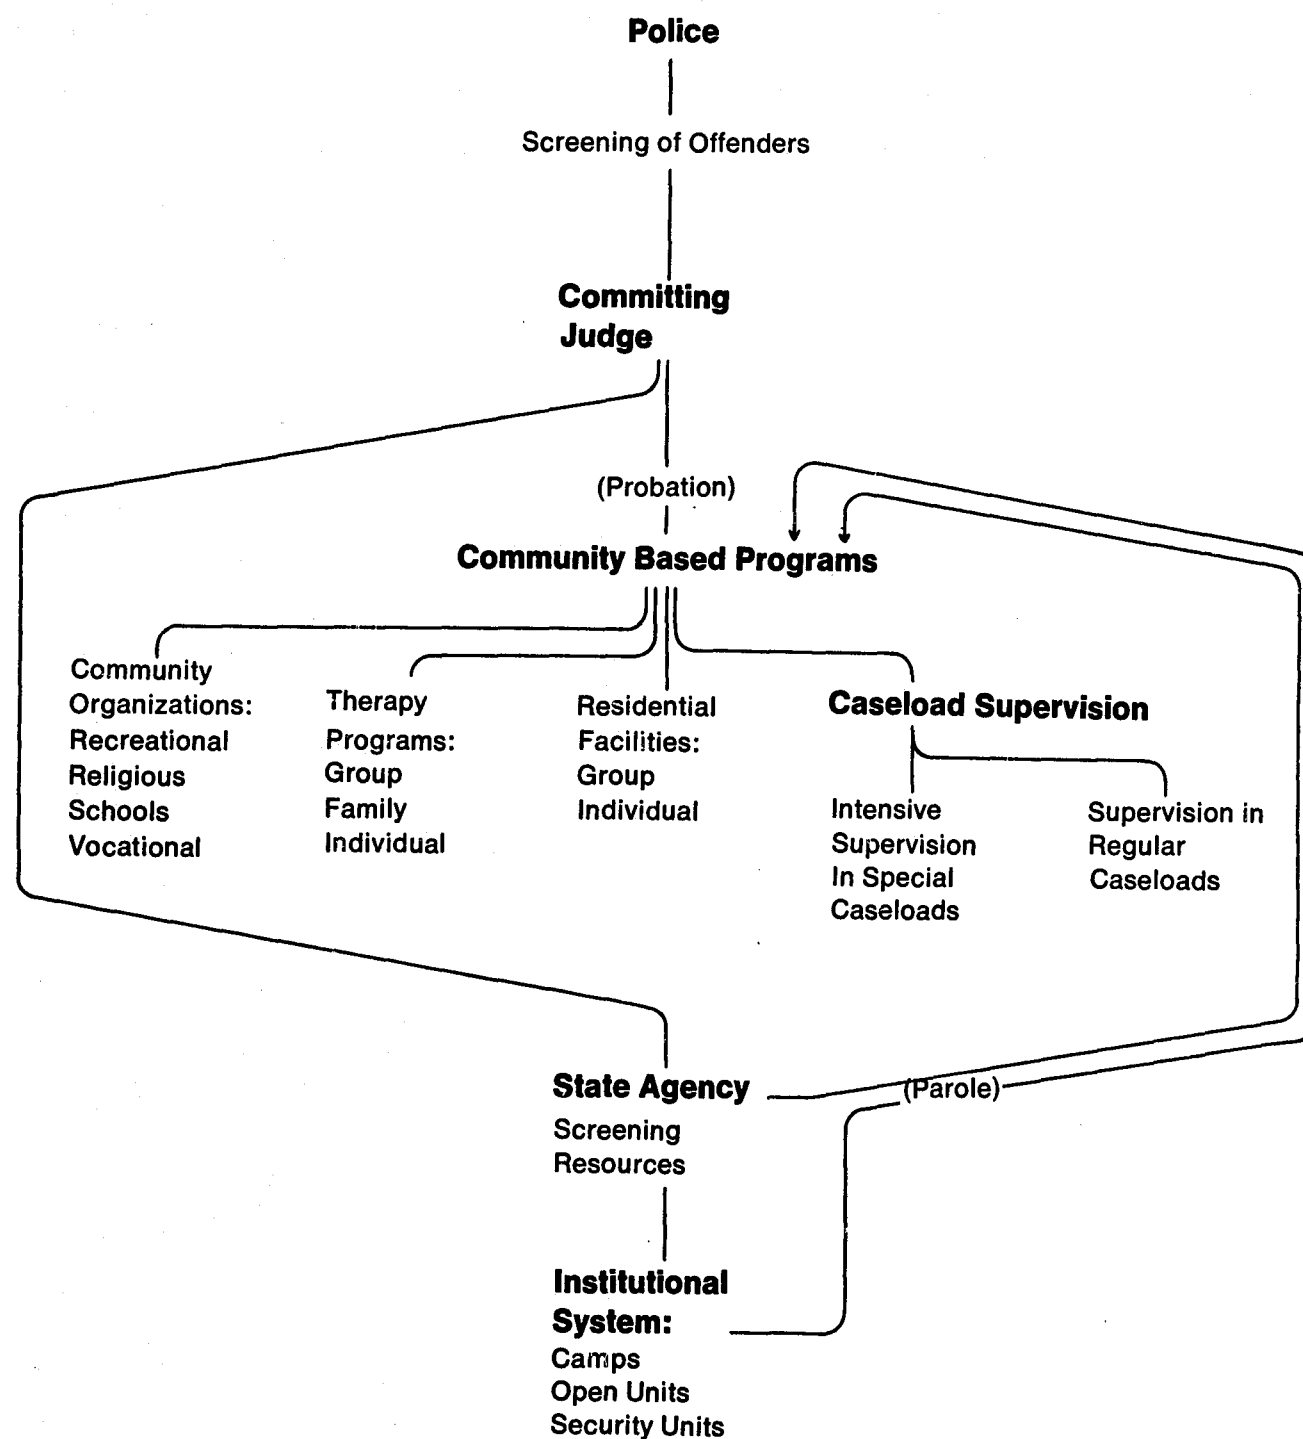 Police
Screening of Offenders
Committing
Judge
(Probation)
Community Based Programs
Community
Organizations:
Recreational
Religious
Schools
Vocational
Therapy
Programs:
Group
Family
Individual
Residential
Facilities:
Group
Individual
Caseload Supervision
Intensive
Supervision
In Special
Caseloads
Supervision in
Regular
Caseloads
State Agency
Screening
Resources
(Parole)
Institutional
System:
Camps
Open Units
Security Units